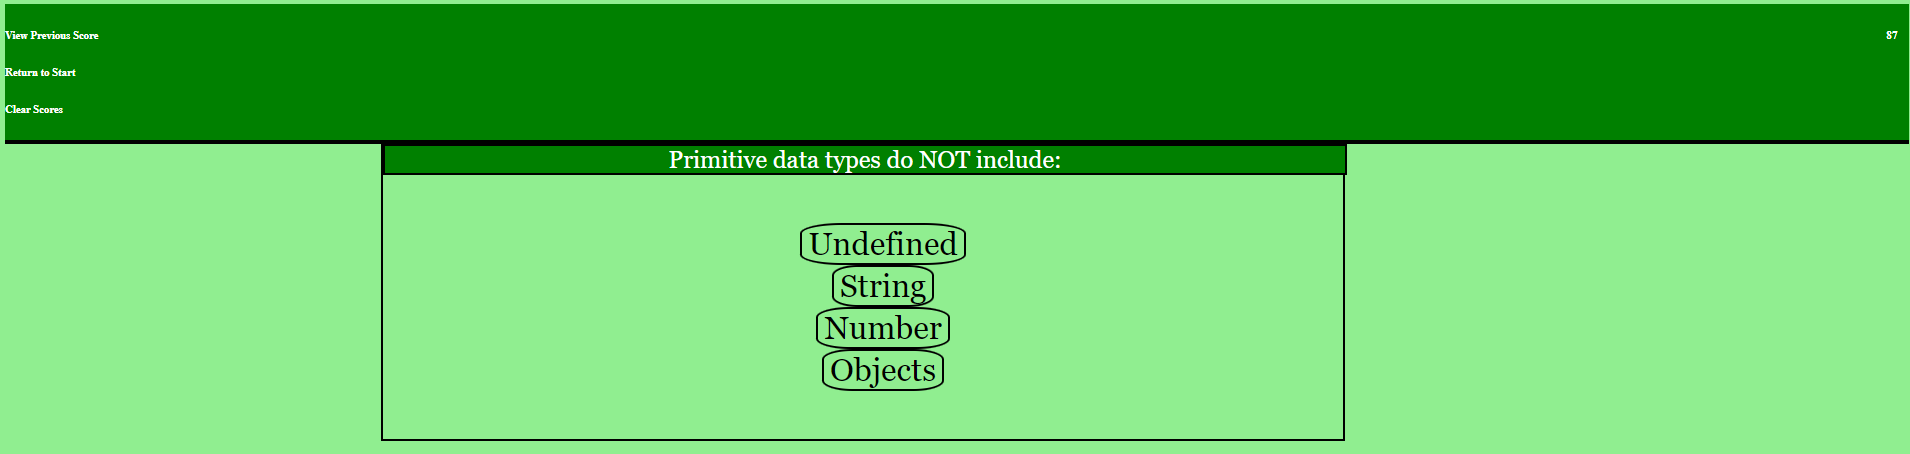 View Previous Score
87
Return to Start
Clear Scores
Primitive data types do NOT include:
Undefined
String
Number
Objects